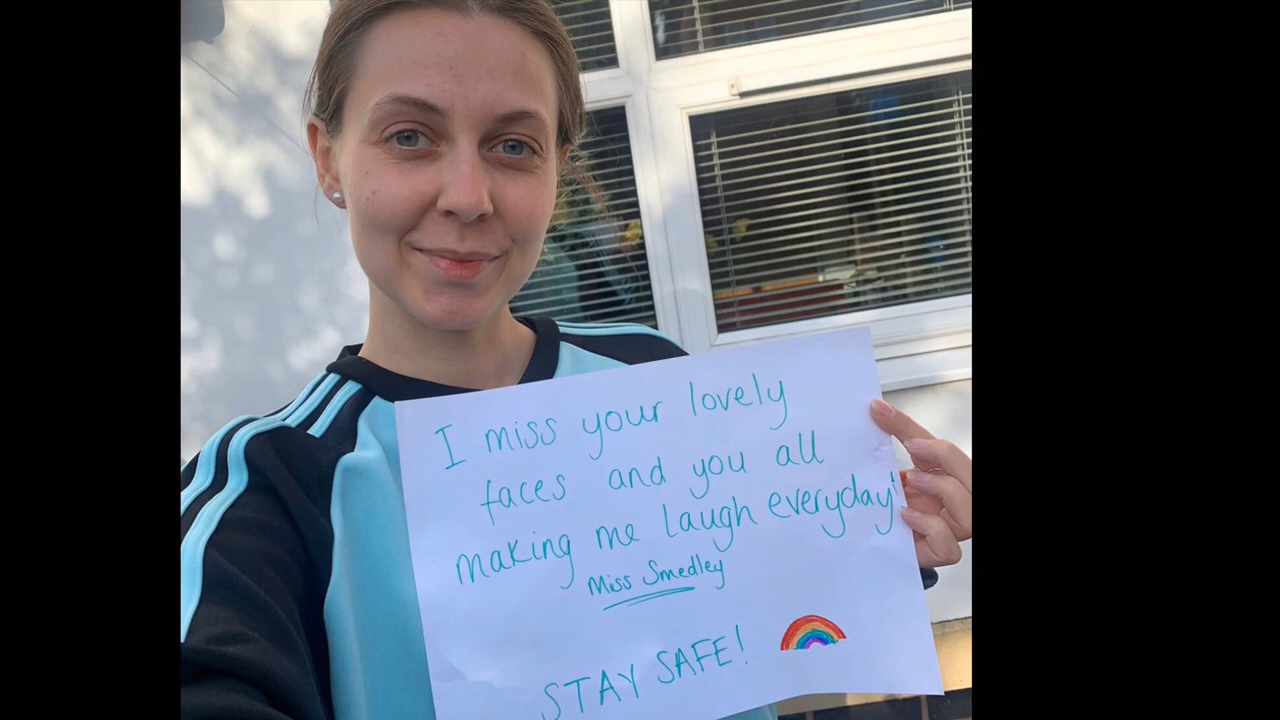 I miss your lovely
faces and you all
making me laugh everyday!
Miss Smedley
STAY SAFE!